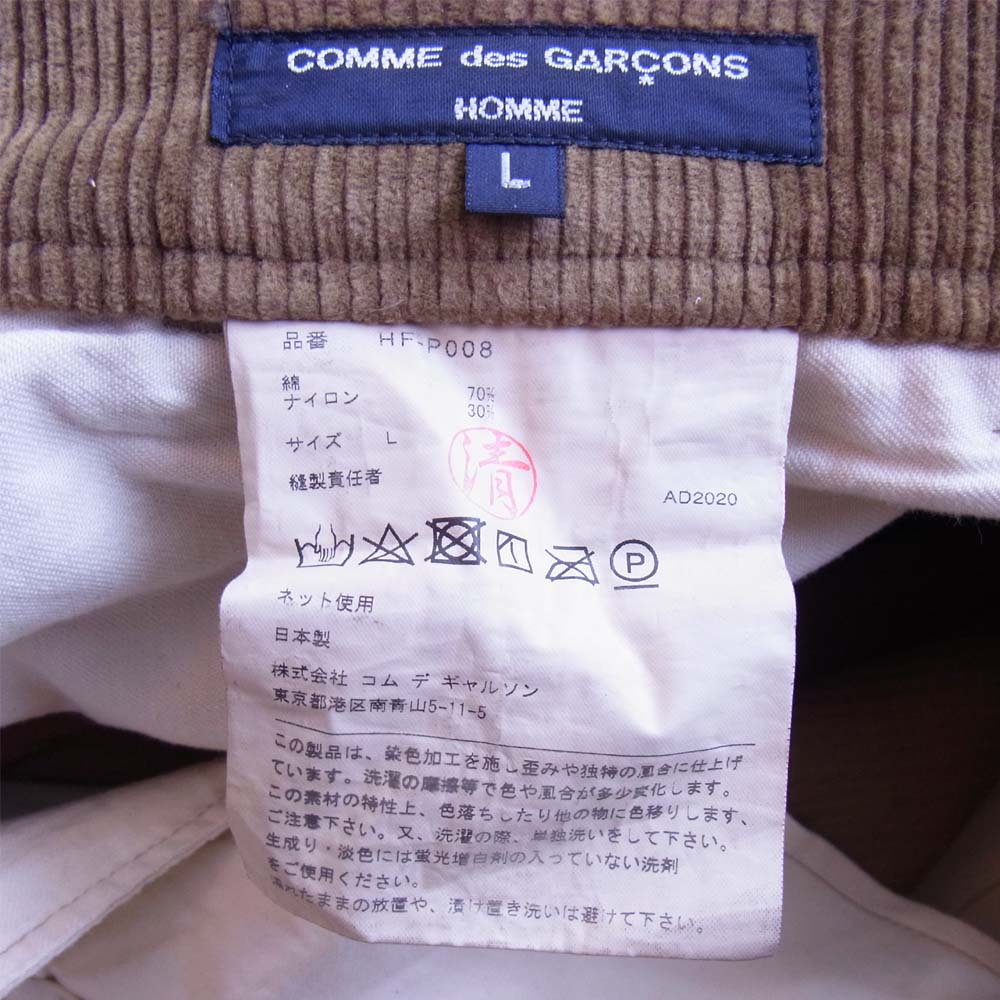 COMME des GARÇONS
HOMME
L
品番 HF-P008
綿 70%
ナイロン 30%
サイズ L
縫製責任者 清
AD2020
P
ネット使用
日本製
株式会社 コム デ ギャルソン
東京都港区南青山5-11-5
この製品は、染色加工を施し歪みや独特の風合に仕上げ
ています。洗濯の摩擦等で色や風合が多少変化します。
この素材の特性上、色落ちしたり他の物に色移りします。
ご注意下さい。又、洗濯の際、単独洗いをして下さい。
生成り・淡色には蛍光増白剤の入っていない洗剤
をご使用ください。
濡れたままの放置や、漬け置き洗いは避けて下さい。